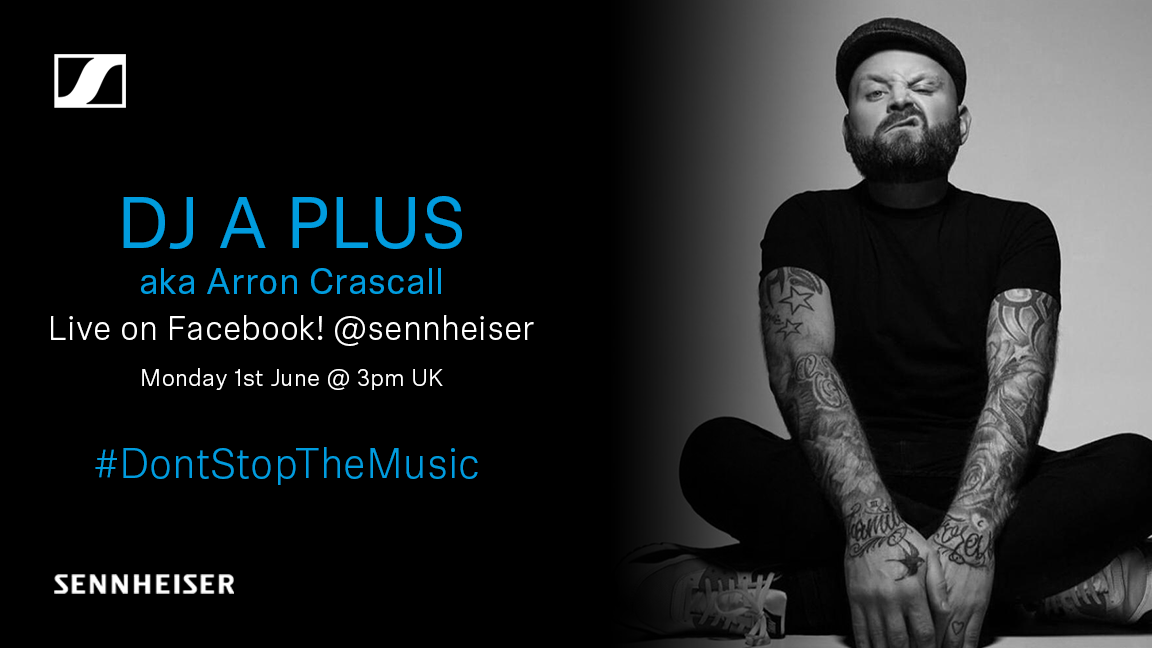 DJ A PLUS
aka Arron Crascall
Live on Facebook! @sennheiser
Monday 1st June @ 3pm UK
#DontStopTheMusic
SENNHEISER